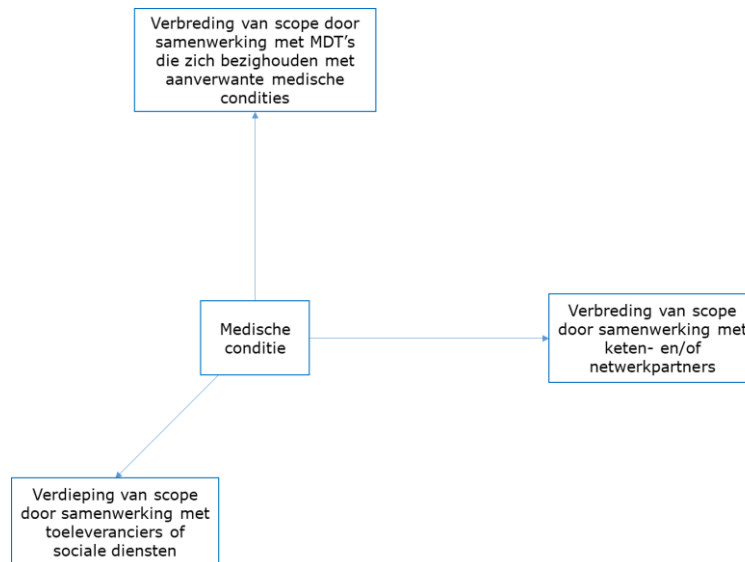 Verbreding van scope door
samenwerking met MDT’s
die zich bezighouden met
aanverwante medische
condities
Medische
conditie
Verbreding van scope
door samenwerking met
keten- en/of
netwerkpartners
Verdieping van scope
door samenwerking met
toeleveranciers of
sociale diensten